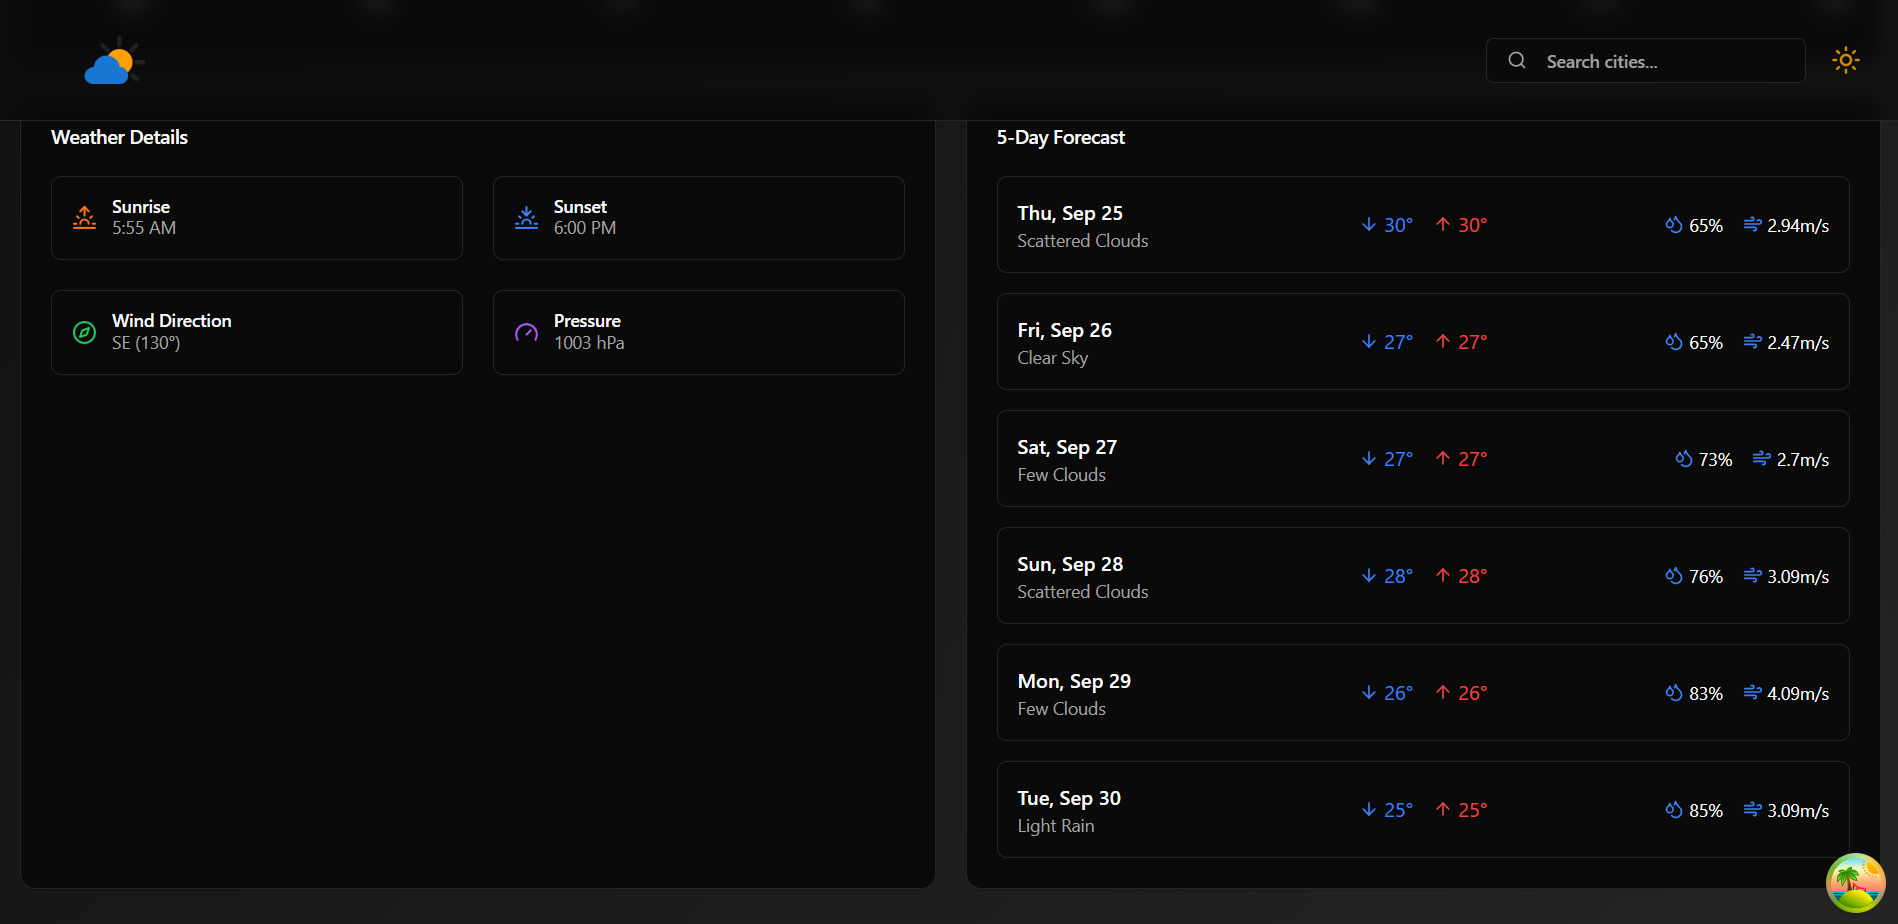 Search cities...
Weather Details
Sunrise
5:55 AM
Sunset
6:00 PM
Wind Direction
SE (130°)
Pressure
1003 hPa
5-Day Forecast
Thu, Sep 25
Scattered Clouds
30° 30° 65% 2.94m/s
Fri, Sep 26
Clear Sky
27° 27° 65% 2.47m/s
Sat, Sep 27
Few Clouds
27° 27° 73% 2.7m/s
Sun, Sep 28
Scattered Clouds
28° 28° 76% 3.09m/s
Mon, Sep 29
Few Clouds
26° 26° 83% 4.09m/s
Tue, Sep 30
Light Rain
25° 25° 85% 3.09m/s